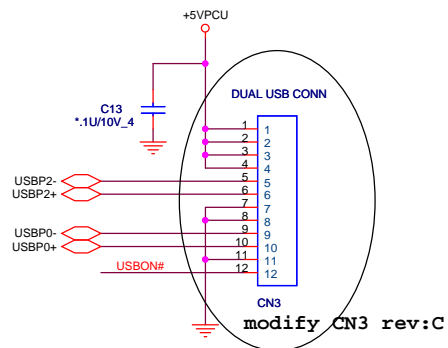 +5VPCU
DUAL USB CONN
C13
*.1U/10V_4
1 1
2 2
3 3
4 4
USBP2- 5 5
USBP2+ 6 6
7 7
8 8
USBP0- 9 9
USBP0+ 10 10
11 11
USBON# 12 12
CN3
modify CN3 rev:C